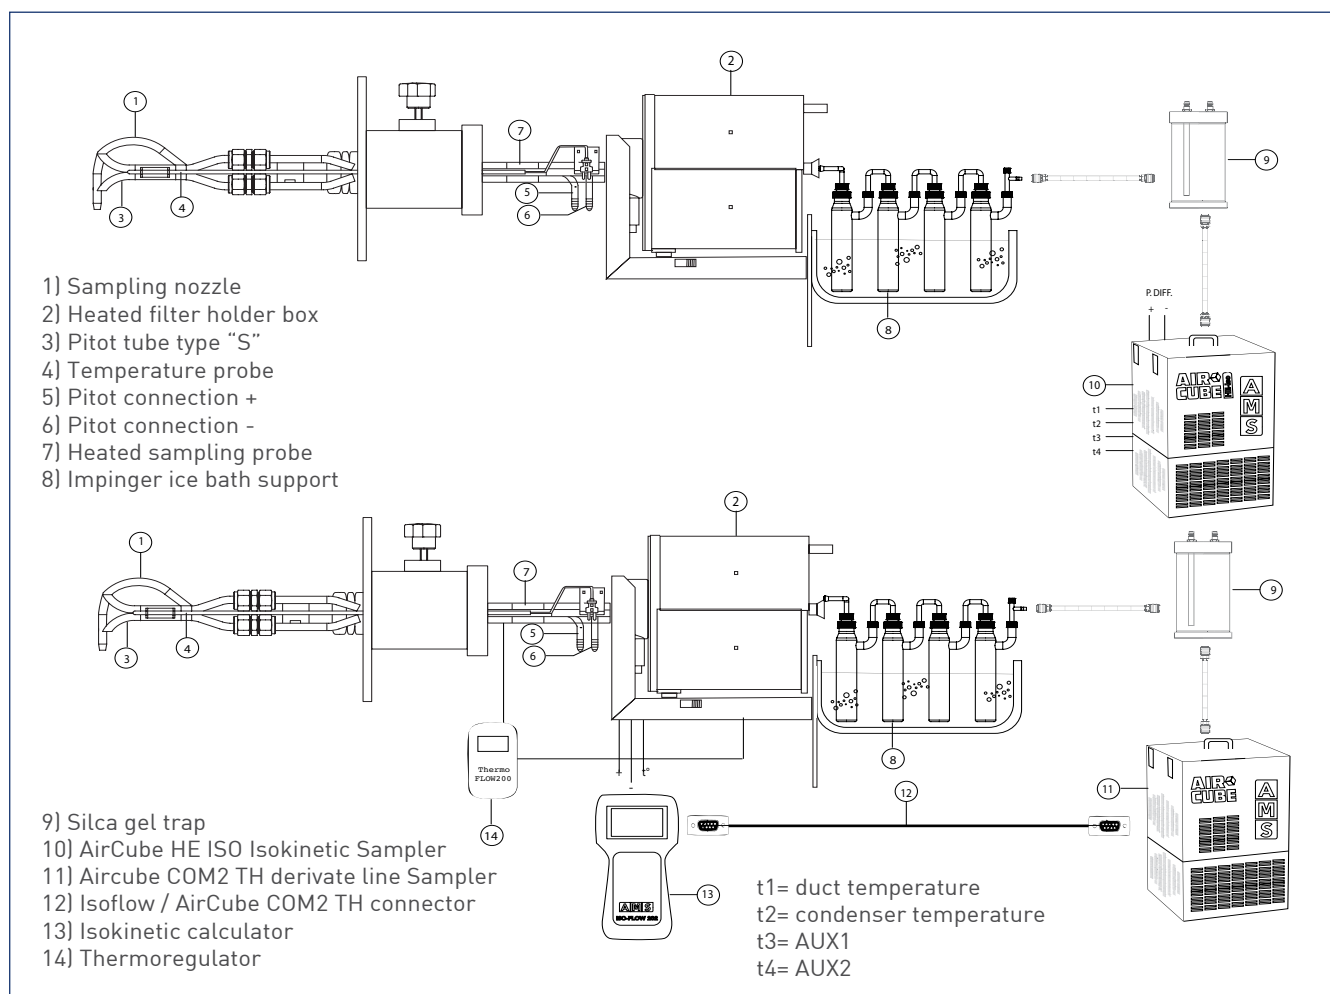 2
1
7
9
5
3
4
6
8
P. DIFF.
+ -
10
AIR CUBE
A
M
S
t1
t2
t3
t4
1) Sampling nozzle
2) Heated filter holder box
3) Pitot tube type “S”
4) Temperature probe
5) Pitot connection +
6) Pitot connection -
7) Heated sampling probe
8) Impinger ice bath support
2
1
7
9
5
3
4
6
8
Thermo
FLOW200
+ - t°
14
12
11
AIR
CUBE
A
M
S
13
AMS
ISO-FLOW 202
9) Silca gel trap
10) AirCube HE ISO Isokinetic Sampler
11) Aircube COM2 TH derivate line Sampler
12) Isoflow / AirCube COM2 TH connector
13) Isokinetic calculator
14) Thermoregulator
t1= duct temperature
t2= condenser temperature
t3= AUX1
t4= AUX2